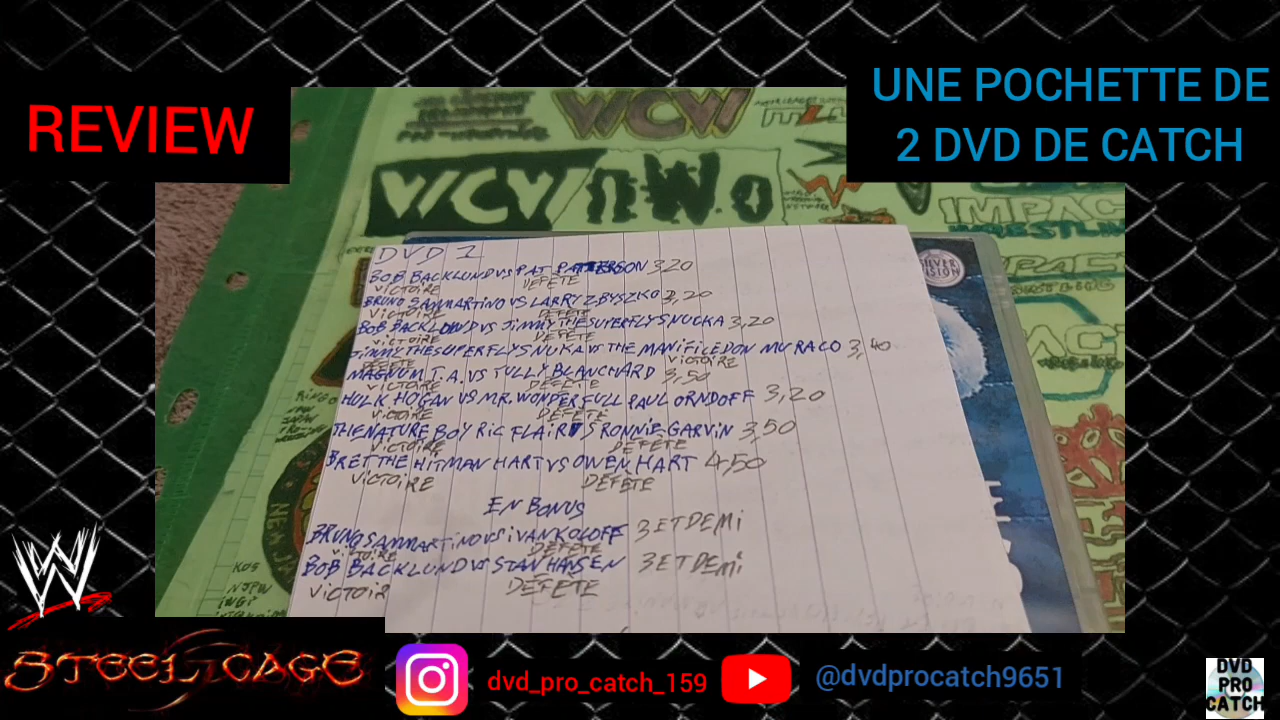 REVIEW
UNE POCHETTE DE
2 DVD DE CATCH
WCW
WCW nWo
IMPACT
WRESTLING
DVD 1
BOB BACKLUND VS PAT PATERSON 3,20
VICTOIRE DEFETE
BRUNO SAMMARTINO VS LARRY ZBYSZKO 3,20
VICTOIRE DEFETE
BOB BACKLOND VS JIMMY THE SUPERFLY SNUCKA 3,20
VICTOIRE DEFETE
JIMMY THE SUPERFLY SNUKA VS THE MANIFICE DON MURACO 3,40
DEFETE VICTOIRE
MAGNUM T.A. VS TULLY BLANCHARD 3,50
VICTOIRE DEFETE
HULK HOGAN VS MR. WONDERFULL PAUL ORNDOFF 3,20
VICTOIRE DEFETE
THE NATURE BOY RIC FLAIR VS RONNIE GARVIN 3,50
VICTOIRE DEFETE
BRET THE HITMAN HART VS OWEN HART 4,50
VICTOIRE DEFETE
EN BONUS
BRUNO SAMMARTINO VS IVAN KOLOFF 3 ET DEMI
VICTOIRE DEFETE
BOB BACKLUND VS STAN HANSEN 3 ET DEMI
VICTOIRE DEFETE
KOS
NJPW
W
STEEL CAGE
dvd_pro_catch_159
@dvdprocatch9651
DVD
PRO
CATCH